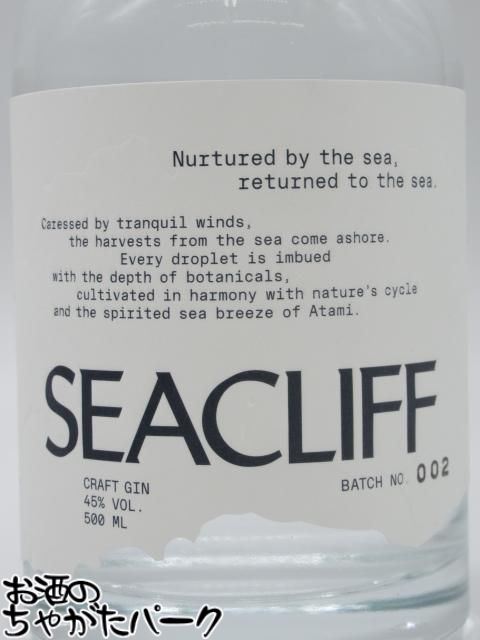 Nurtured by the sea,
returned to the sea.
Caressed by tranquil winds,
the harvests from the sea come ashore.
Every droplet is imbued
with the depth of botanicals,
cultivated in harmony with nature's cycle
and the spirited sea breeze of Atami.
SEACLIFF
CRAFT GIN
45% VOL.
500 ML
BATCH NO. 002
お酒の
ちゃがたパーク